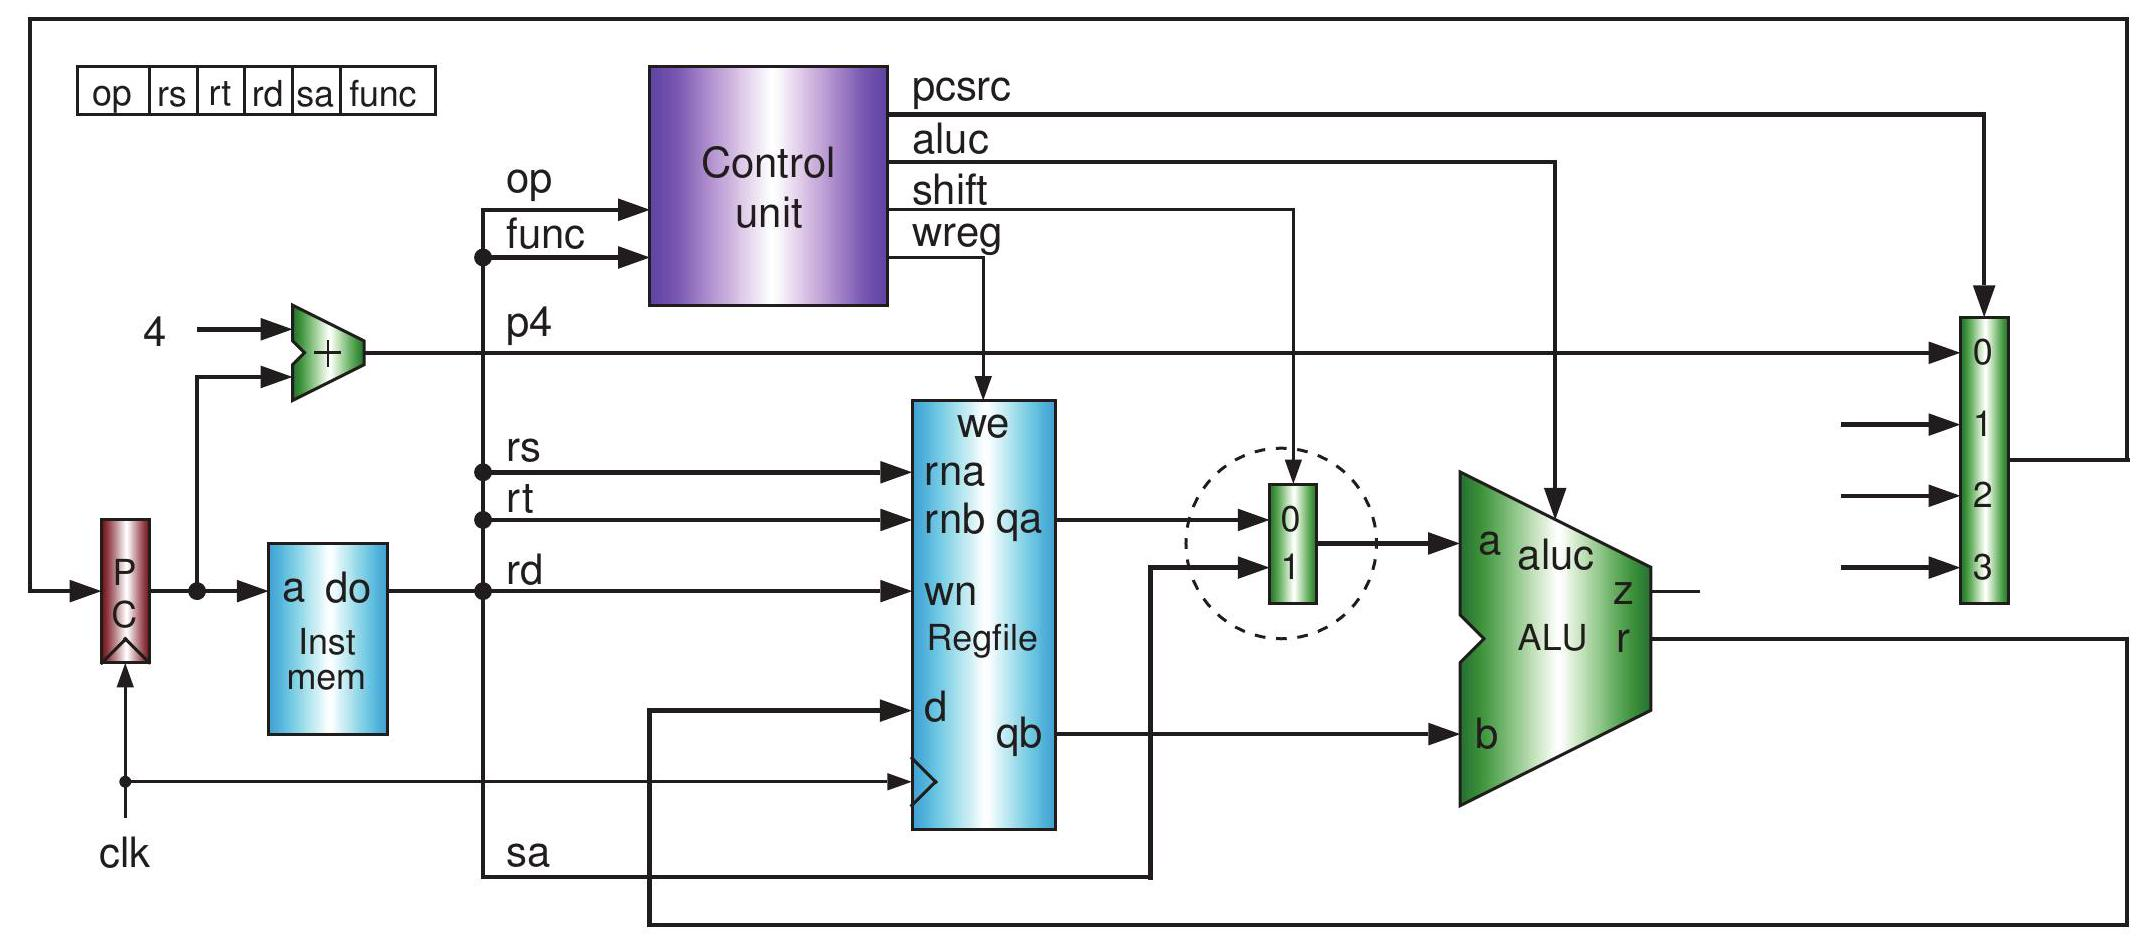 op rs rt rd sa func
pcsrc
aluc
shift
wreg
Control
unit
op
func
4
+
p4
0
1
2
3
we
rna
rnb qa
wn
Regfile
d
qb
rs
rt
rd
sa
0
1
a aluc
z
ALU r
b
P
C
a do
Inst
mem
clk